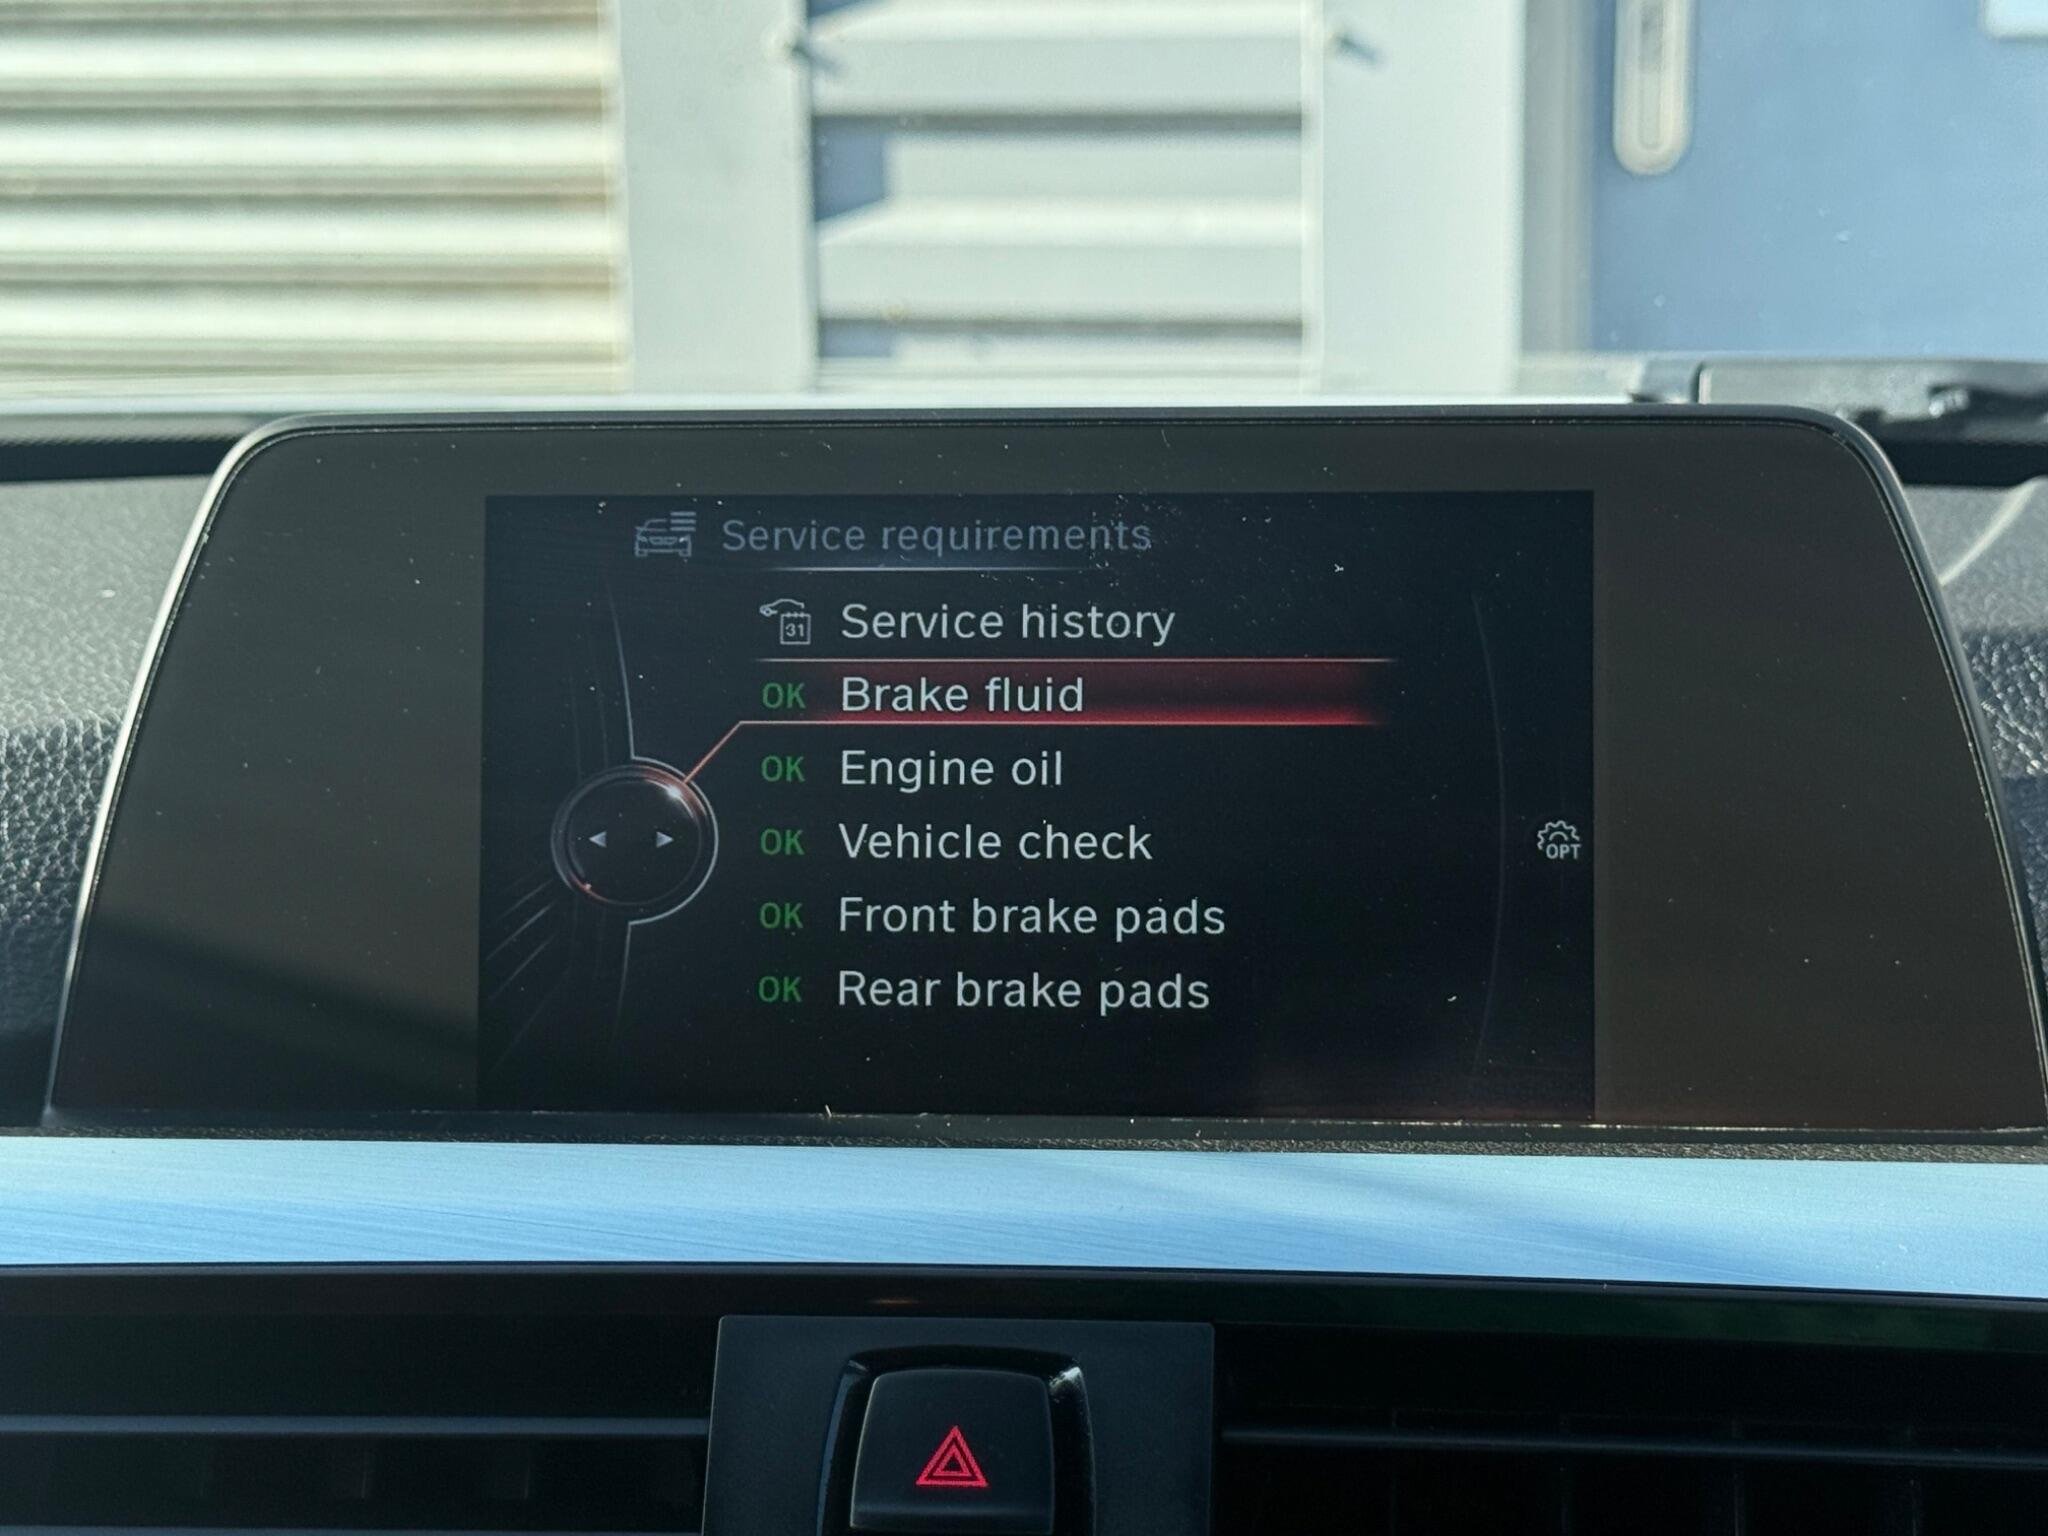 Service requirements
31 Service history
OK Brake fluid
OK Engine oil
OK Vehicle check
OPT
OK Front brake pads
OK Rear brake pads